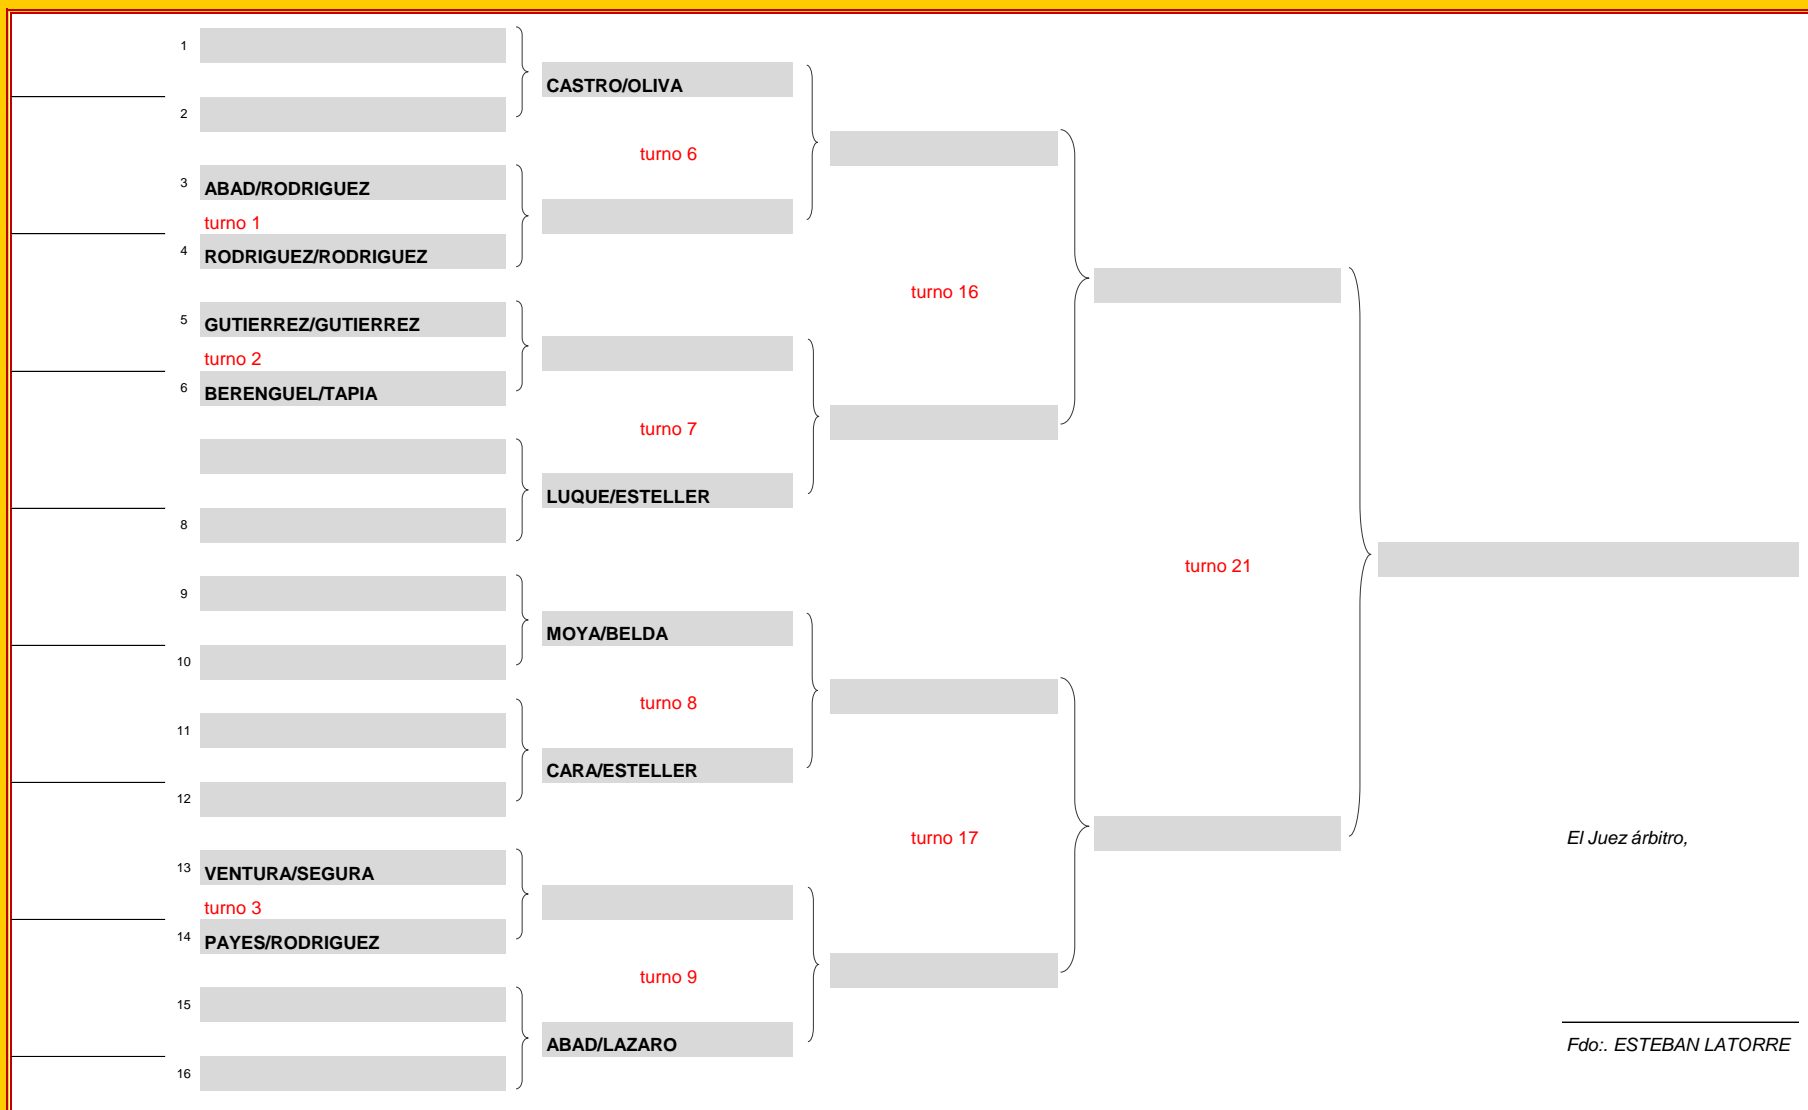 1
CASTRO/OLIVA
2
turno 6
3
ABAD/RODRIGUEZ
turno 1
4
RODRIGUEZ/RODRIGUEZ
turno 16
5
GUTIERREZ/GUTIERREZ
turno 2
6
BERENGUEL/TAPIA
turno 7
LUQUE/ESTELLER
8
turno 21
9
MOYA/BELDA
10
turno 8
11
CARA/ESTELLER
12
turno 17
El Juez árbitro,
13
VENTURA/SEGURA
turno 3
14
PAYES/RODRIGUEZ
turno 9
15
ABAD/LAZARO
Fdo:. ESTEBAN LATORRE
16